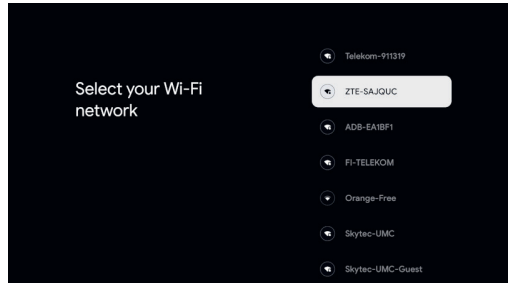 Select your Wi-Fi
network
Telekom-911319
ZTE-SAJQUC
ADB-EA1BF1
FI-TELEKOM
Orange-Free
Skytec-UMC
Skytec-UMC-Guest